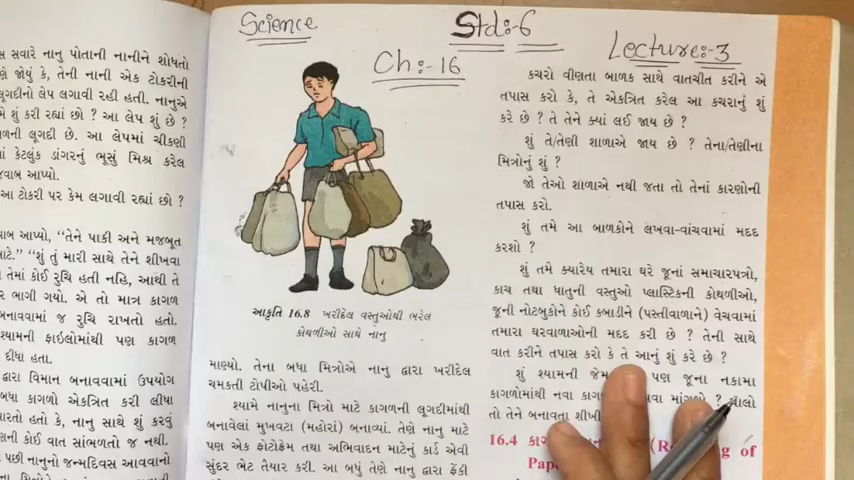 Science
Std:-6
Ch:-16
Lecture:-3
સવારે નાનુ પોતાની નાનીને શોધતો
જોયું કે, તેની નાની એક ટોકરીની
લૂગદીનો લેપ લગાવી રહી હતી. નાનુએ
શું કરી રહ્યાં છો ? આ લેપ શું છે ?
લૂગદી છે. આ લેપમાં ચીકણી
કેટલુંક ડાંગરનું ભૂસું મિશ્ર કરેલ
આપ્યો.
આ ટોકરી પર કેમ લગાવી રહ્યાં છો ?
આપ્યો, “તેને પાકી અને મજબૂત
“શું તું મારી સાથે તેને શીખવા
તેમાં કોઈ રુચિ હતી નહિ, આથી તે
ભાગી ગયો. એ તો માત્ર કાગળ
બનાવવામાં જ રુચિ રાખતો હતો.
શ્યામની ફાઇલોમાંથી પણ કાગળ
દીધા હતા.
દ્વારા વિમાન બનાવવામાં ઉપયોગ
કાગળો એકત્રિત કરી લીધા
હતો કે, નાનુ સાથે શું કરવું
કોઈ વાત સાંભળતો જ નથી.
પછી નાનુનો જન્મદિવસ આવવાનો
આકૃતિ 16.8 ખરીદેલ વસ્તુઓથી ભરેલ
કોથળીઓ સાથે નાનુ
માણ્યો. તેના બધા મિત્રોએ નાનુ દ્વારા ખરીદેલ
ચમકતી ટોપીઓ પહેરી.
શ્યામે નાનુના મિત્રો માટે કાગળની લૂગદીમાંથી
બનાવેલાં મુખવટા (મહોરાં) બનાવ્યાં. તેણે નાનુ માટે
પણ એક ફોટોફ્રેમ તથા અભિવાદન માટેનું કાર્ડ એવી
સુંદર ભેટ તૈયાર કરી. આ બધું તેણે નાનુ દ્વારા ફેંકી
કચરો વીણતા બાળક સાથે વાતચીત કરીને એ
તપાસ કરો કે, તે એકત્રિત કરેલ આ કચરાનું શું
કરે છે ? તે તેને ક્યાં લઈ જાય છે ?
શું તે/તેણી શાળાએ જાય છે ? તેના/તેણીના
મિત્રોનું શું ?
જો તેઓ શાળાએ નથી જતા તો તેનાં કારણોની
તપાસ કરો.
શું તમે આ બાળકોને લખવા-વાંચવામાં મદદ
કરશો ?
શું તમે ક્યારેય તમારા ઘરે જૂનાં સમાચારપત્રો,
કાચ તથા ધાતુની વસ્તુઓ પ્લાસ્ટિકની કોથળીઓ,
જૂની નોટબુકોને કોઈ કબાડીને (પસ્તીવાળાને) વેચવામાં
તમારા ઘરવાળાઓની મદદ કરી છે ? તેની સાથે
વાત કરીને તપાસ કરો કે તે આનું શું કરે છે ?
શું શ્યામની જેમ પણ જૂના નકામા
કાગળોમાંથી નવા માંગશો ? ચાલો
તો તેને બનાવતા
16.4 of